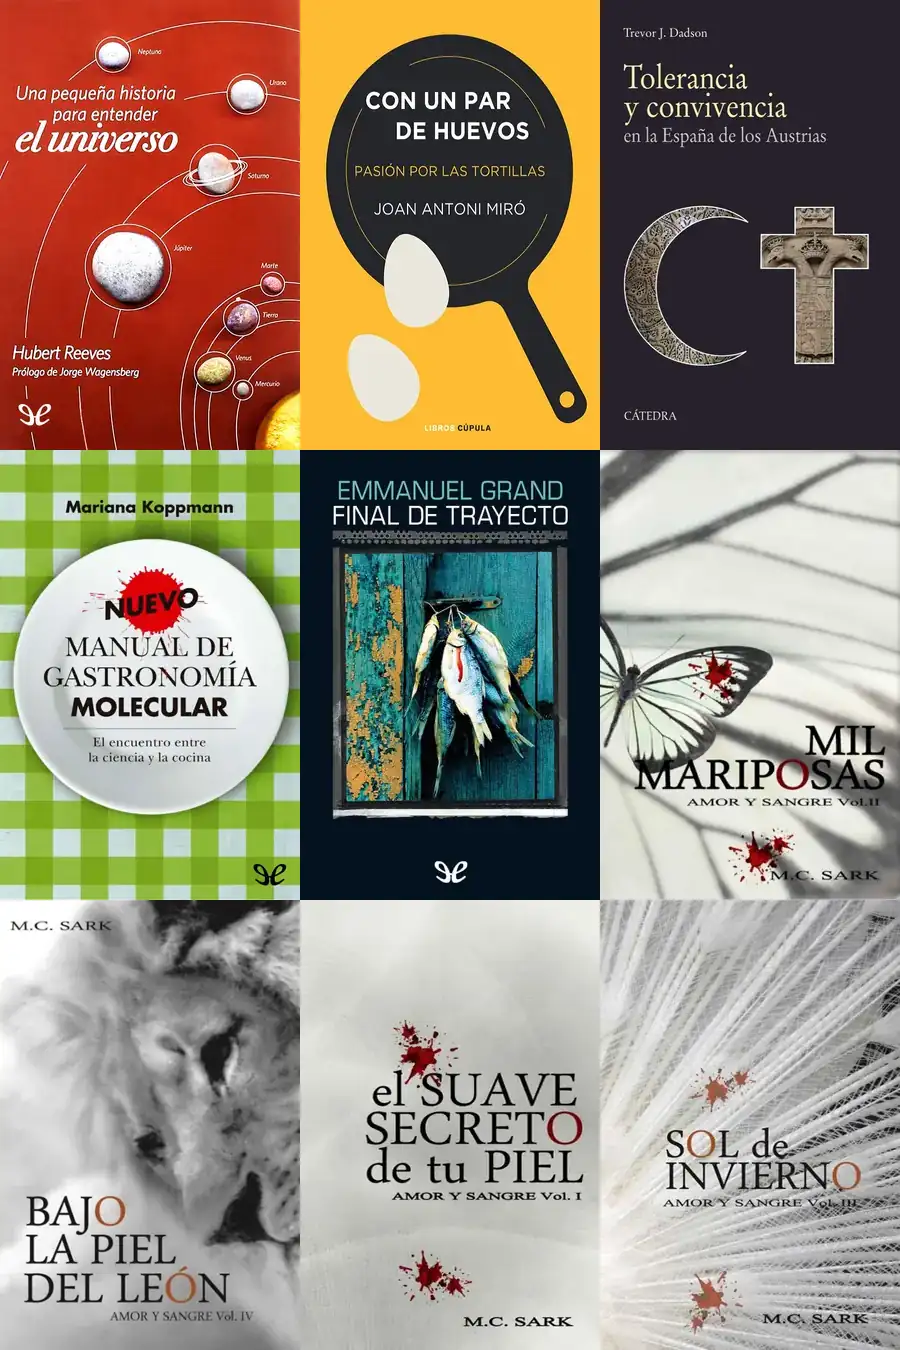 Neptuno
Urano
Una pequeña historia
para entender
el universo
Saturno
Júpiter
Marte
Tierra
Venus
Mercurio
Hubert Reeves
Prólogo de Jorge Wagensberg
CON UN PAR
DE HUEVOS
PASIÓN POR LAS TORTILLAS
JOAN ANTONI MIRÓ
LIBROS CÚPULA
Trevor J. Dadson
Tolerancia
y convivencia
en la España de los Austrias
CÁTEDRA
Mariana Koppmann
NUEVO
MANUAL DE
GASTRONOMÍA
MOLECULAR
El encuentro entre
la ciencia y la cocina
EMMANUEL GRAND
FINAL DE TRAYECTO
MIL
MARIPOSAS
AMOR Y SANGRE Vol.II
M.C. SARK
M.C. SARK
BAJO
LA PIEL
DEL LEÓN
AMOR Y SANGRE Vol. IV
el SUAVE
SECRETO
de tu PIEL
AMOR Y SANGRE Vol. I
M.C. SARK
SOL de
INVIERNO
AMOR Y SANGRE Vol. III
M.C. SARK